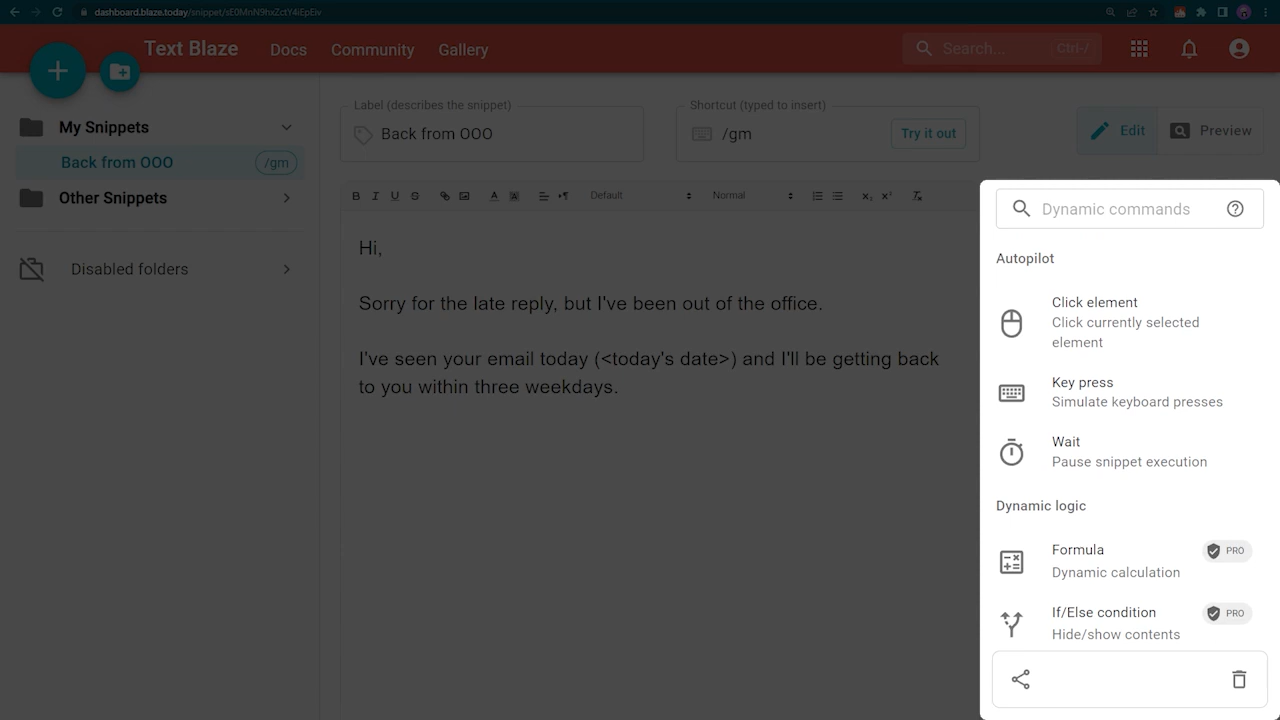 dashboard.blaze.today/snippet/sE0MnN9hxZctY4iEpEiv
Text Blaze
Docs
Community
Gallery
Search...
Ctrl-/
My Snippets
Back from OOO
/gm
Other Snippets
Disabled folders
Label (describes the snippet)
Back from OOO
Shortcut (typed to insert)
/gm
Try it out
Edit
Preview
B I U S A A Default Normal x₂ x² Tx
Hi,
Sorry for the late reply, but I've been out of the office.
I've seen your email today (<today's date>) and I'll be getting back
to you within three weekdays.
Dynamic commands
Autopilot
Click element
Click currently selected
element
Key press
Simulate keyboard presses
Wait
Pause snippet execution
Dynamic logic
Formula
PRO
Dynamic calculation
If/Else condition
PRO
Hide/show contents